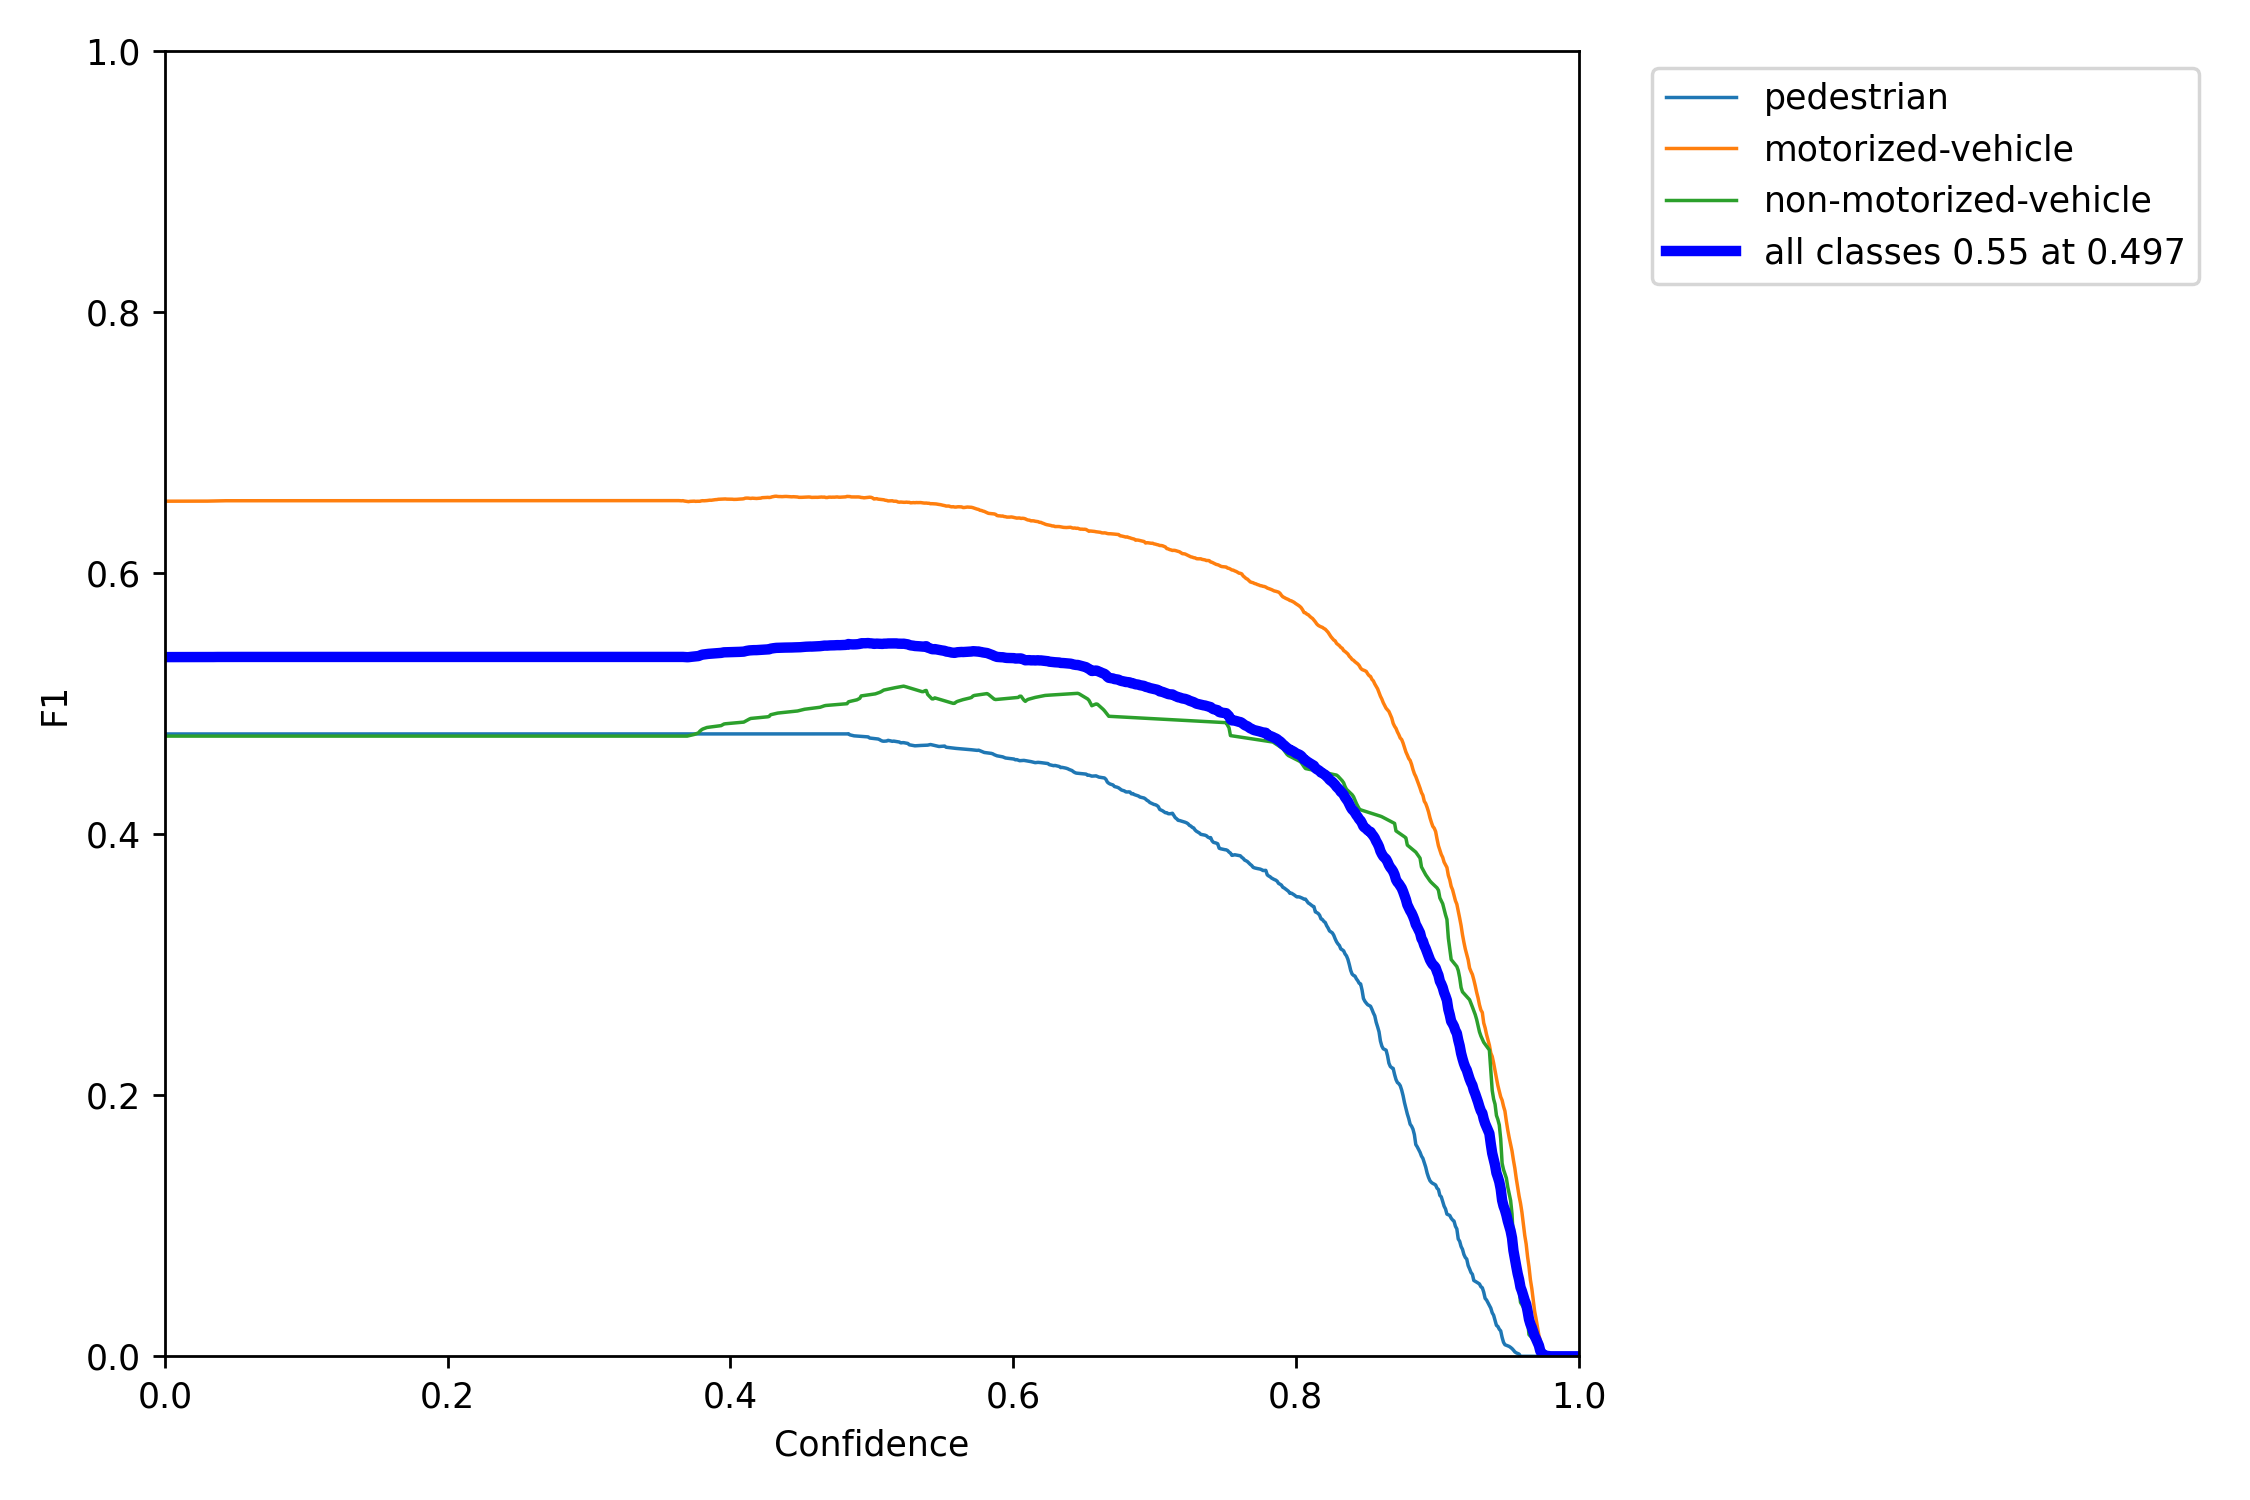 1.0
0.8
0.6
0.4
0.2
0.0
F1
0.0 0.2 0.4 0.6 0.8 1.0
Confidence
pedestrian
motorized-vehicle
non-motorized-vehicle
all classes 0.55 at 0.497